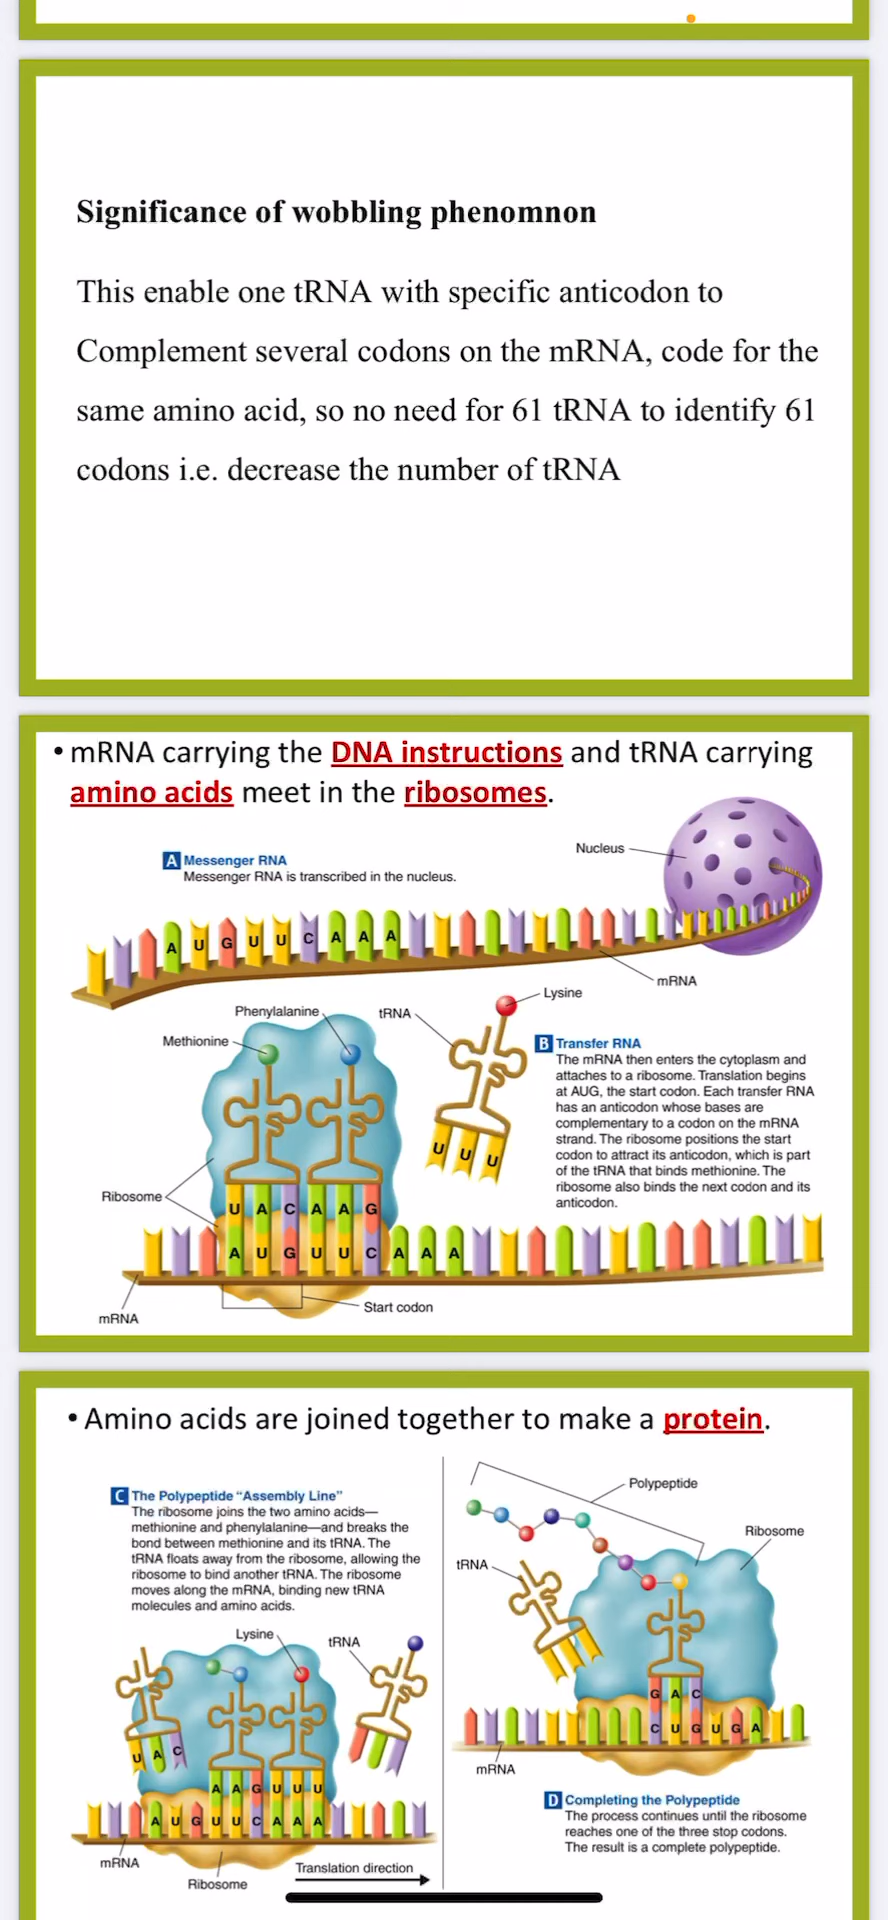 Significance of wobbling phenomnon
This enable one tRNA with specific anticodon to
Complement several codons on the mRNA, code for the
same amino acid, so no need for 61 tRNA to identify 61
codons i.e. decrease the number of tRNA
• mRNA carrying the DNA instructions and tRNA carrying
amino acids meet in the ribosomes.
Nucleus
A Messenger RNA
Messenger RNA is transcribed in the nucleus.
A U G U U C A A A
mRNA
Lysine
Phenylalanine
tRNA
Methionine
B Transfer RNA
The mRNA then enters the cytoplasm and
attaches to a ribosome. Translation begins
at AUG, the start codon. Each transfer RNA
has an anticodon whose bases are
complementary to a codon on the mRNA
strand. The ribosome positions the start
codon to attract its anticodon, which is part
of the tRNA that binds methionine. The
ribosome also binds the next codon and its
anticodon.
U U U
Ribosome
U A C A A G
A U G U U C A A A
Start codon
mRNA
• Amino acids are joined together to make a protein.
C The Polypeptide “Assembly Line”
The ribosome joins the two amino acids—
methionine and phenylalanine—and breaks the
bond between methionine and its tRNA. The
tRNA floats away from the ribosome, allowing the
ribosome to bind another tRNA. The ribosome
moves along the mRNA, binding new tRNA
molecules and amino acids.
Lysine
tRNA
U A C
A A G U U U
A U G U U C A A A
mRNA
Ribosome
Translation direction
Polypeptide
Ribosome
tRNA
G A C
C U G U G A
mRNA
D Completing the Polypeptide
The process continues until the ribosome
reaches one of the three stop codons.
The result is a complete polypeptide.